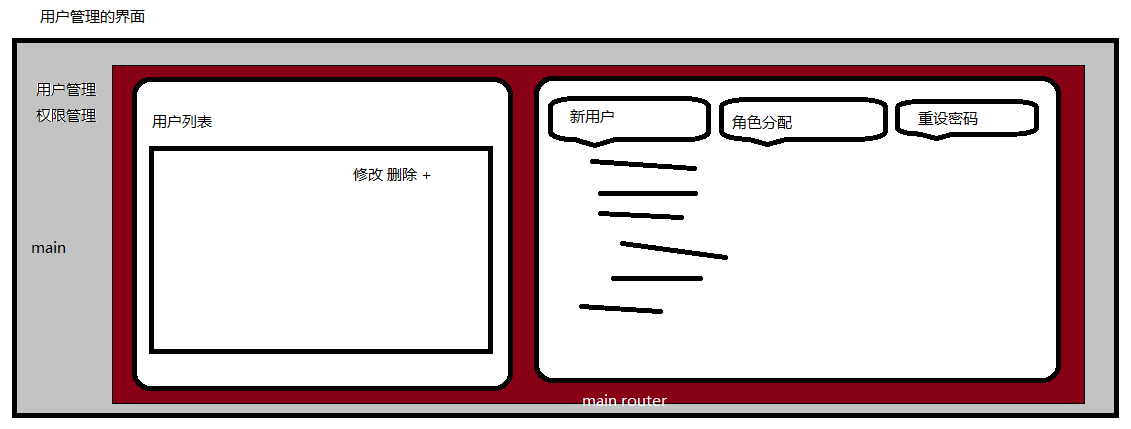 用户管理的界面
用户管理
权限管理
main
用户列表
修改 删除 +
新用户
角色分配
重设密码
main router